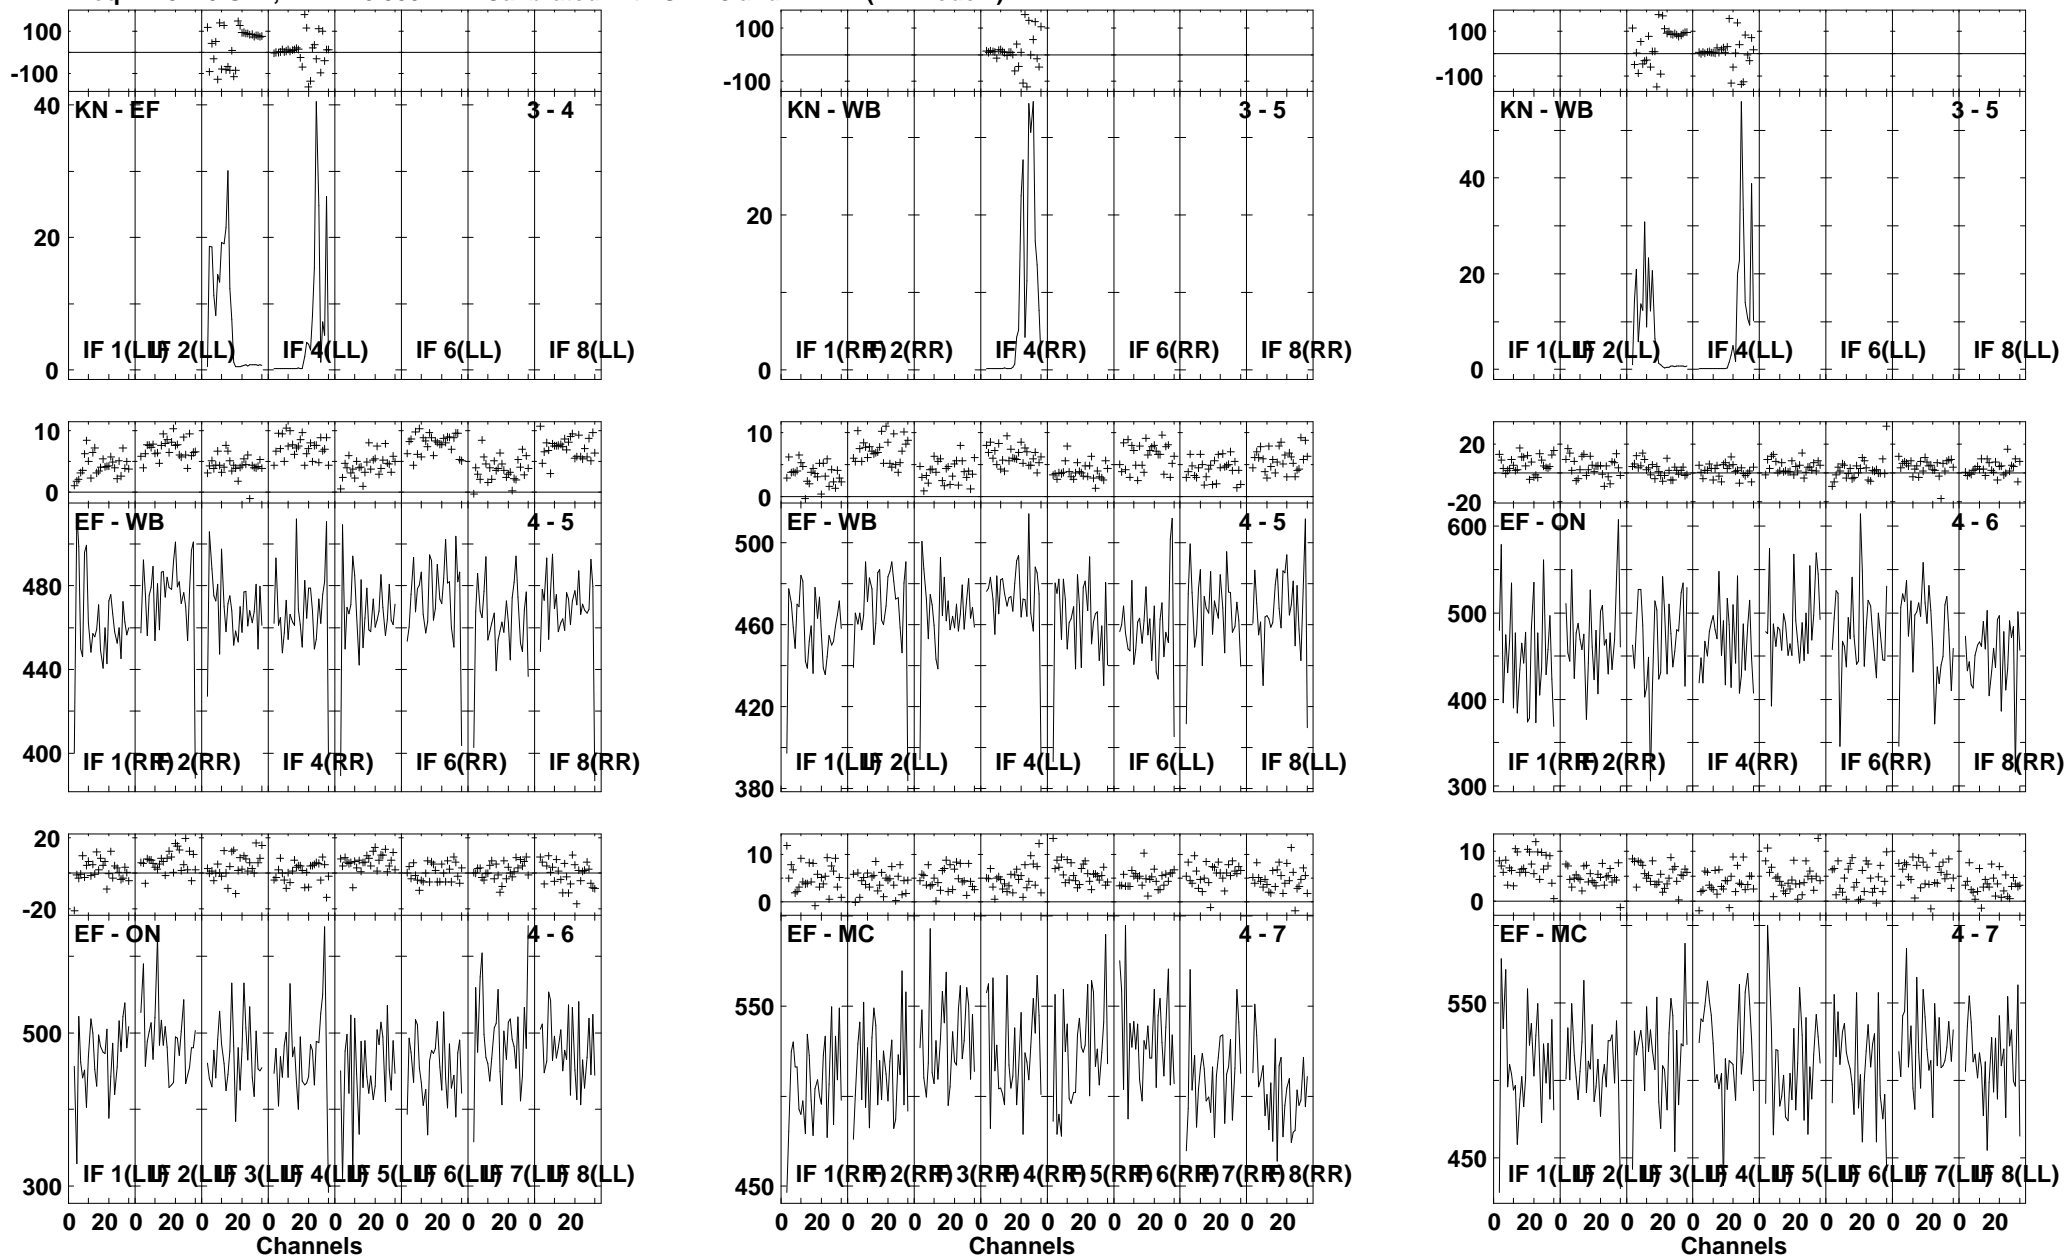 100
-100
KN - EF 3 - 4
40
20
0
IF 1(LL) IF 2(LL) IF 4(LL) IF 6(LL) IF 8(LL)
100
-100
KN - WB 3 - 5
20
0
IF 1(RR) IF 2(RR) IF 4(RR) IF 6(RR) IF 8(RR)
100
-100
KN - WB 3 - 5
40
20
0
IF 1(LL) IF 2(LL) IF 4(LL) IF 6(LL) IF 8(LL)
10
0
EF - WB 4 - 5
480
440
400
IF 1(RR) IF 2(RR) IF 4(RR) IF 6(RR) IF 8(RR)
10
0
EF - WB 4 - 5
500
460
420
380
IF 1(LL) IF 2(LL) IF 4(LL) IF 6(LL) IF 8(LL)
20
-20
EF - ON 4 - 6
600
500
400
300
IF 1(RR) IF 2(RR) IF 4(RR) IF 6(RR) IF 8(RR)
20
-20
EF - ON 4 - 6
500
300
IF 1(LL) IF 2(LL) IF 3(LL) IF 4(LL) IF 5(LL) IF 6(LL) IF 7(LL) IF 8(LL)
0 20 0 20 0 20 0 20 0 20 0 20 0 20 0 20
Channels
10
0
EF - MC 4 - 7
550
450
IF 1(RR) IF 2(RR) IF 3(RR) IF 4(RR) IF 5(RR) IF 6(RR) IF 7(RR) IF 8(RR)
0 20 0 20 0 20 0 20 0 20 0 20 0 20 0 20
Channels
10
0
EF - MC 4 - 7
550
450
IF 1(LL) IF 2(LL) IF 3(LL) IF 4(LL) IF 5(LL) IF 6(LL) IF 7(LL) IF 8(LL)
0 20 0 20 0 20 0 20 0 20 0 20 0 20 0 20
Channels